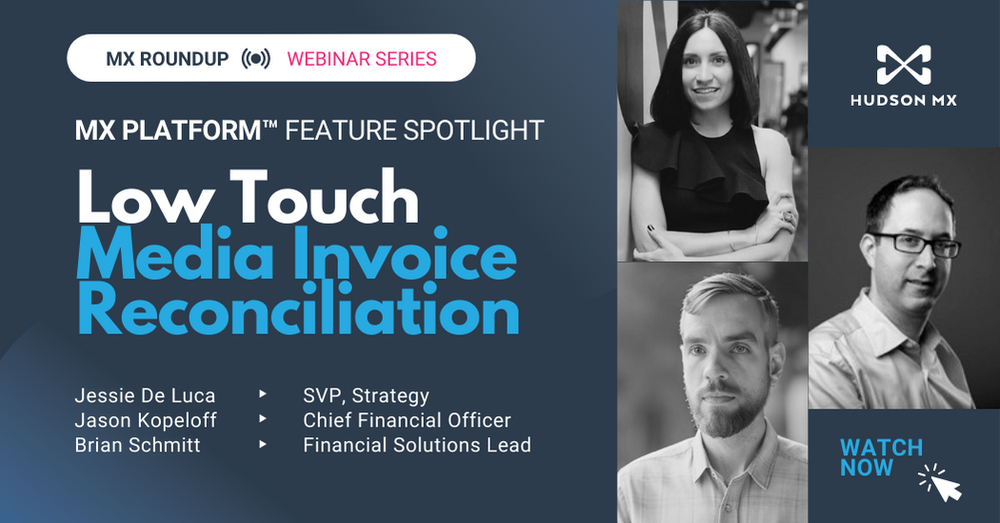 MX ROUNDUP WEBINAR SERIES
HUDSON MX
MX PLATFORM™ FEATURE SPOTLIGHT
Low Touch
Media Invoice
Reconciliation
Jessie De Luca ▸ SVP, Strategy
Jason Kopeloff ▸ Chief Financial Officer
Brian Schmitt ▸ Financial Solutions Lead
WATCH
NOW